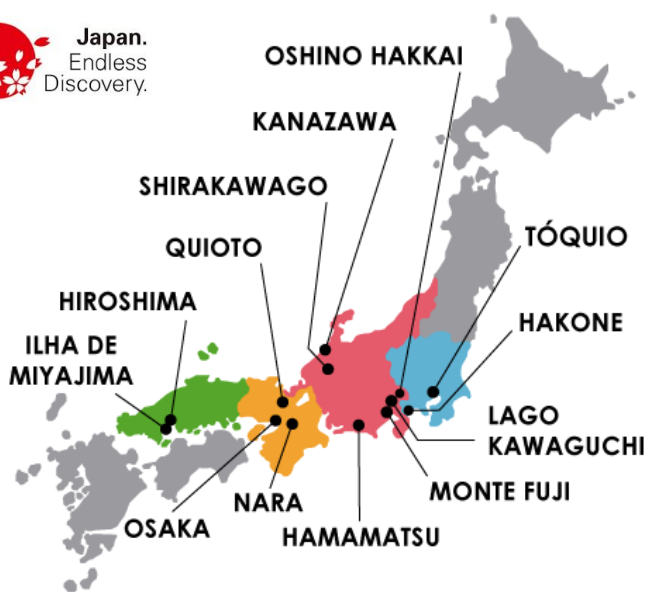 Japan.
Endless
Discovery.
OSHINO HAKKAI
KANAZAWA
SHIRAKAWAGO
QUIOTO
TÓQUIO
HIROSHIMA
HAKONE
ILHA DE
MIYAJIMA
LAGO
KAWAGUCHI
MONTE FUJI
NARA
OSAKA
HAMAMATSU